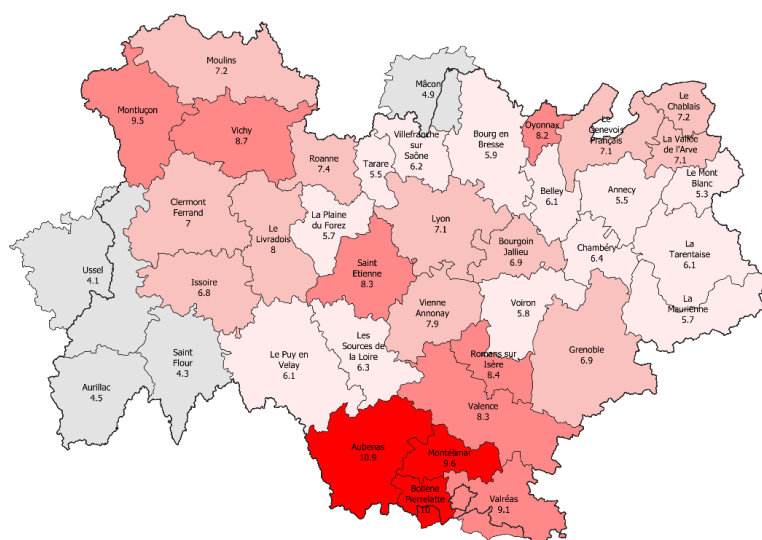 Moulins
7.2
Mâcon
4.9
Montluçon
9.5
Vichy
8.7
Roanne
7.4
Tarare
5.5
Villefranche
sur
Saône
6.2
Bourg en
Bresse
5.9
Oyonnax
8.2
Le
Genevois
Français
7.1
Le
Chablais
7.2
La Vallée
de l'Arve
7.1
Le Mont
Blanc
5.3
Belley
6.1
Annecy
5.5
Clermont
Ferrand
7
Le
Livradois
8
La Plaine
du Forez
5.7
Lyon
7.1
Bourgoin
Jallieu
6.9
Chambéry
6.4
La
Tarentaise
6.1
Ussel
4.1
Issoire
6.8
Saint
Etienne
8.3
Vienne
Annonay
7.9
Voiron
5.8
La
Maurienne
5.7
Aurillac
4.5
Saint
Flour
4.3
Le Puy en
Velay
6.1
Les
Sources de
la Loire
6.3
Romans sur
Isère
8.4
Grenoble
6.9
Valence
8.3
Aubenas
10.9
Montélimar
9.6
Bollène
Pierrelatte
10
Valréas
9.1